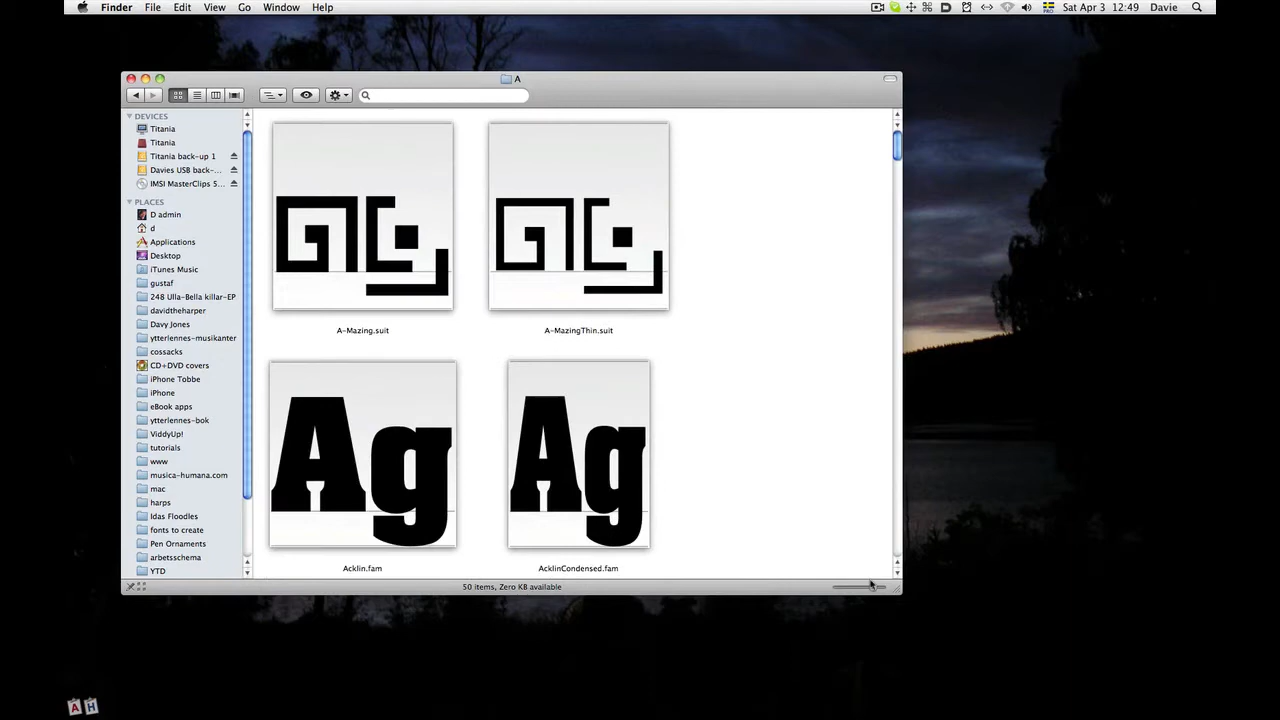 Finder File Edit View Go Window Help
Sat Apr 3 12:49 Davie
A
DEVICES
Titania
Titania
Titania back-up 1
Davies USB back-...
IMSI MasterClips 5...
PLACES
D admin
d
Applications
Desktop
iTunes Music
gustaf
248 Ulla-Bella killar-EP
davidtheharper
Davy Jones
ytterlennes-musikanter
cossacks
CD+DVD covers
iPhone Tobbe
iPhone
eBook apps
ytterlennes-bok
ViddyUp!
tutorials
www
musica-humana.com
mac
harps
Idas Floodles
fonts to create
Pen Ornaments
arbetsschema
YTD
A-Mazing.suit
A-MazingThin.suit
Ag
Ag
Acklin.fam
AcklinCondensed.fam
50 items, Zero KB available
A H